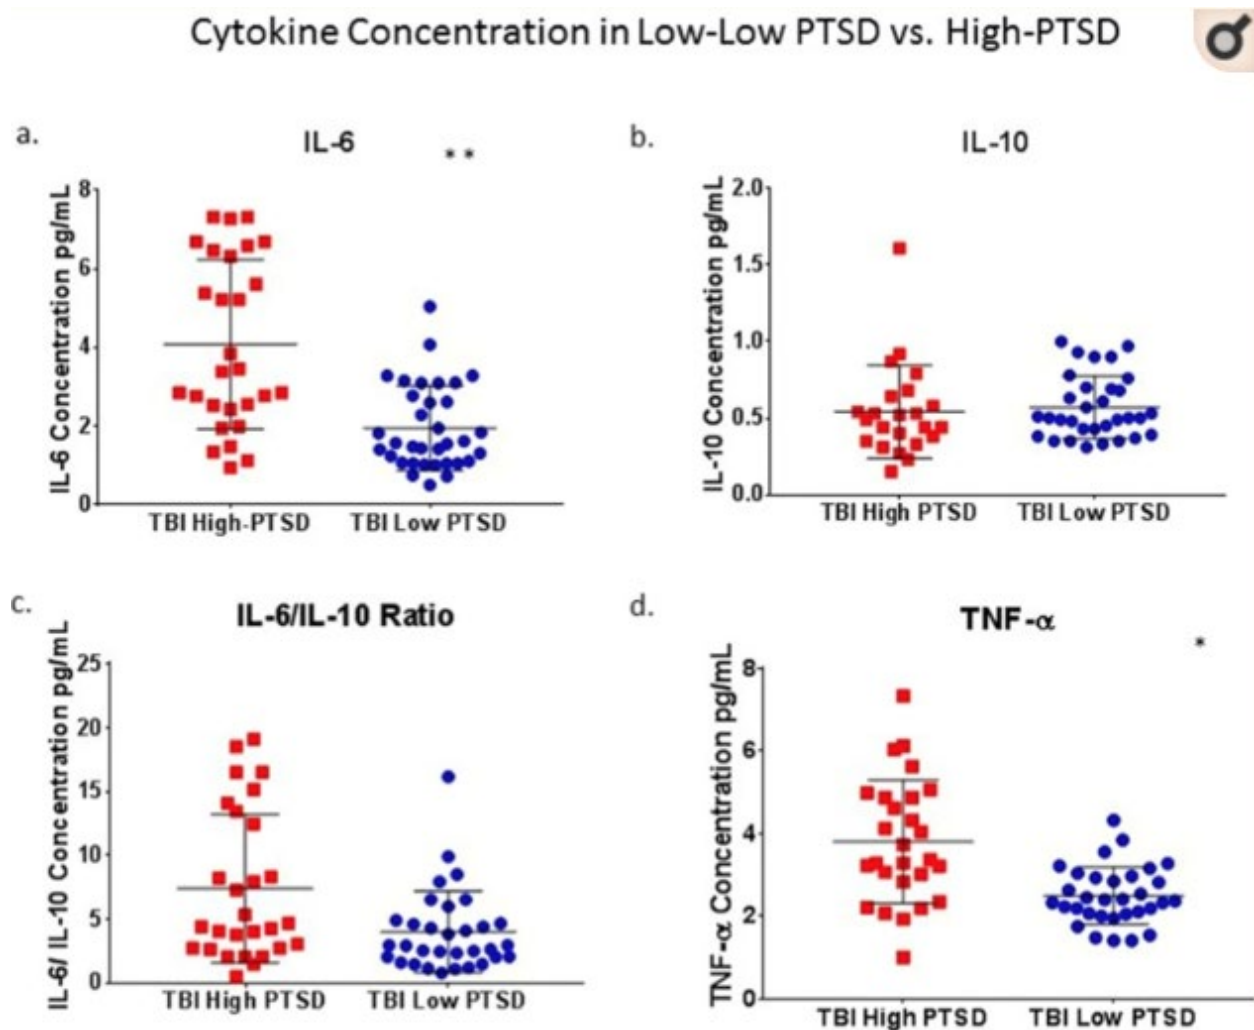 Cytokine Concentration in Low-Low PTSD vs. High-PTSD
a.
IL-6
**
IL-6 Concentration pg/mL
8
6
4
2
0
TBI High-PTSD
TBI Low PTSD
b.
IL-10
IL-10 Concentration pg/mL
2.0
1.5
1.0
0.5
0.0
TBI High PTSD
TBI Low PTSD
c.
IL-6/IL-10 Ratio
IL-6/ IL-10 Concentration pg/mL
25
20
15
10
5
0
TBI High PTSD
TBI Low PTSD
d.
TNF-α
*
TNF-α Concentration pg/mL
8
6
4
2
0
TBI High PTSD
TBI Low PTSD